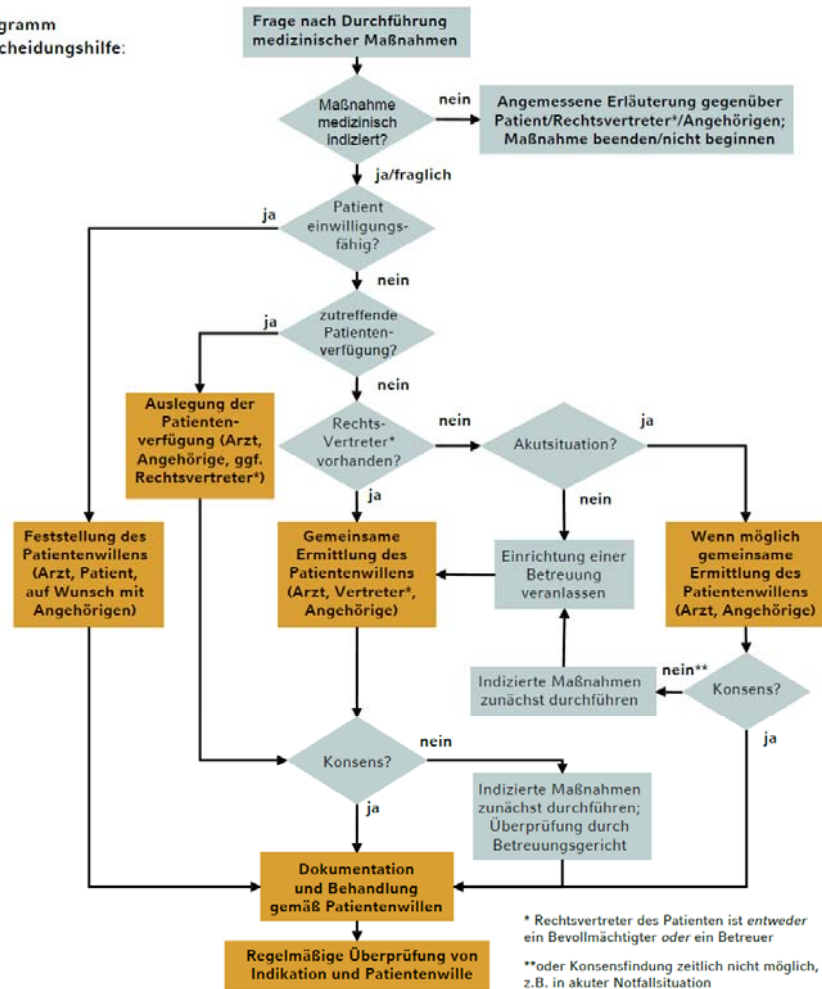 gramm
cheidungshilfe:
Frage nach Durchführung
medizinischer Maßnahmen
Maßnahme
medizinisch
indiziert?
nein
Angemessene Erläuterung gegenüber
Patient/Rechtsvertreter*/Angehörigen;
Maßnahme beenden/nicht beginnen
ja/fraglich
Patient
einwilligungs-
fähig?
ja
nein
zutreffende
Patienten-
verfügung?
ja
nein
Auslegung der
Patienten-
verfügung (Arzt,
Angehörige, ggf.
Rechtsvertreter*)
Rechts-
Vertreter*
vorhanden?
nein
Akutsituation?
ja
ja
nein
Feststellung des
Patientenwillens
(Arzt, Patient,
auf Wunsch mit
Angehörigen)
Gemeinsame
Ermittlung des
Patientenwillens
(Arzt, Vertreter*,
Angehörige)
Einrichtung einer
Betreuung
veranlassen
Wenn möglich
gemeinsame
Ermittlung des
Patientenwillens
(Arzt, Angehörige)
Indizierte Maßnahmen
zunächst durchführen
nein**
Konsens?
ja
Konsens?
nein
ja
Indizierte Maßnahmen
zunächst durchführen;
Überprüfung durch
Betreuungsgericht
Dokumentation
und Behandlung
gemäß Patientenwillen
Regelmäßige Überprüfung von
Indikation und Patientenwille
* Rechtsvertreter des Patienten ist entweder
ein Bevollmächtigter oder ein Betreuer
**oder Konsensfindung zeitlich nicht möglich,
z.B. in akuter Notfallsituation